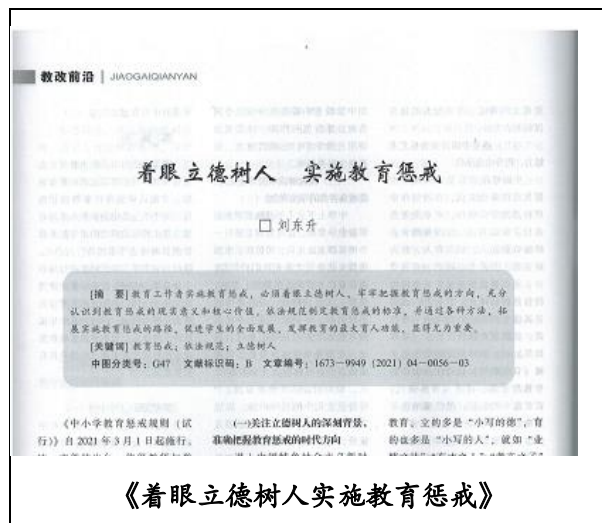 教改前沿 | JIAOGAIQIANYAN
着眼立德树人 实施教育惩戒
□ 刘东升
[摘 要] 教育工作者实施教育惩戒，必须着眼立德树人，牢牢把握教育惩戒的方向，充分
认识到教育惩戒的现实意义和核心价值，依法规范制定教育惩戒的标准，并通过各种方法，拓
展实施教育惩戒的路径，促进学生的全面发展，发挥教育的最大育人功能，显得尤为重要。
[关键词] 教育惩戒；依法规范；立德树人
中图分类号：G47 文献标识码：B 文章编号：1673-9949 (2021) 04-0056-03
《中小学教育惩戒规则（试
行）》自 2021 年 3 月 1 日起施行。
(一)关注立德树人的深刻背景，
准确把握教育惩戒的时代方向
教育、立的多是“小写的德”，育
的也多是“小写的人”，就如“业
《着眼立德树人实施教育惩戒》